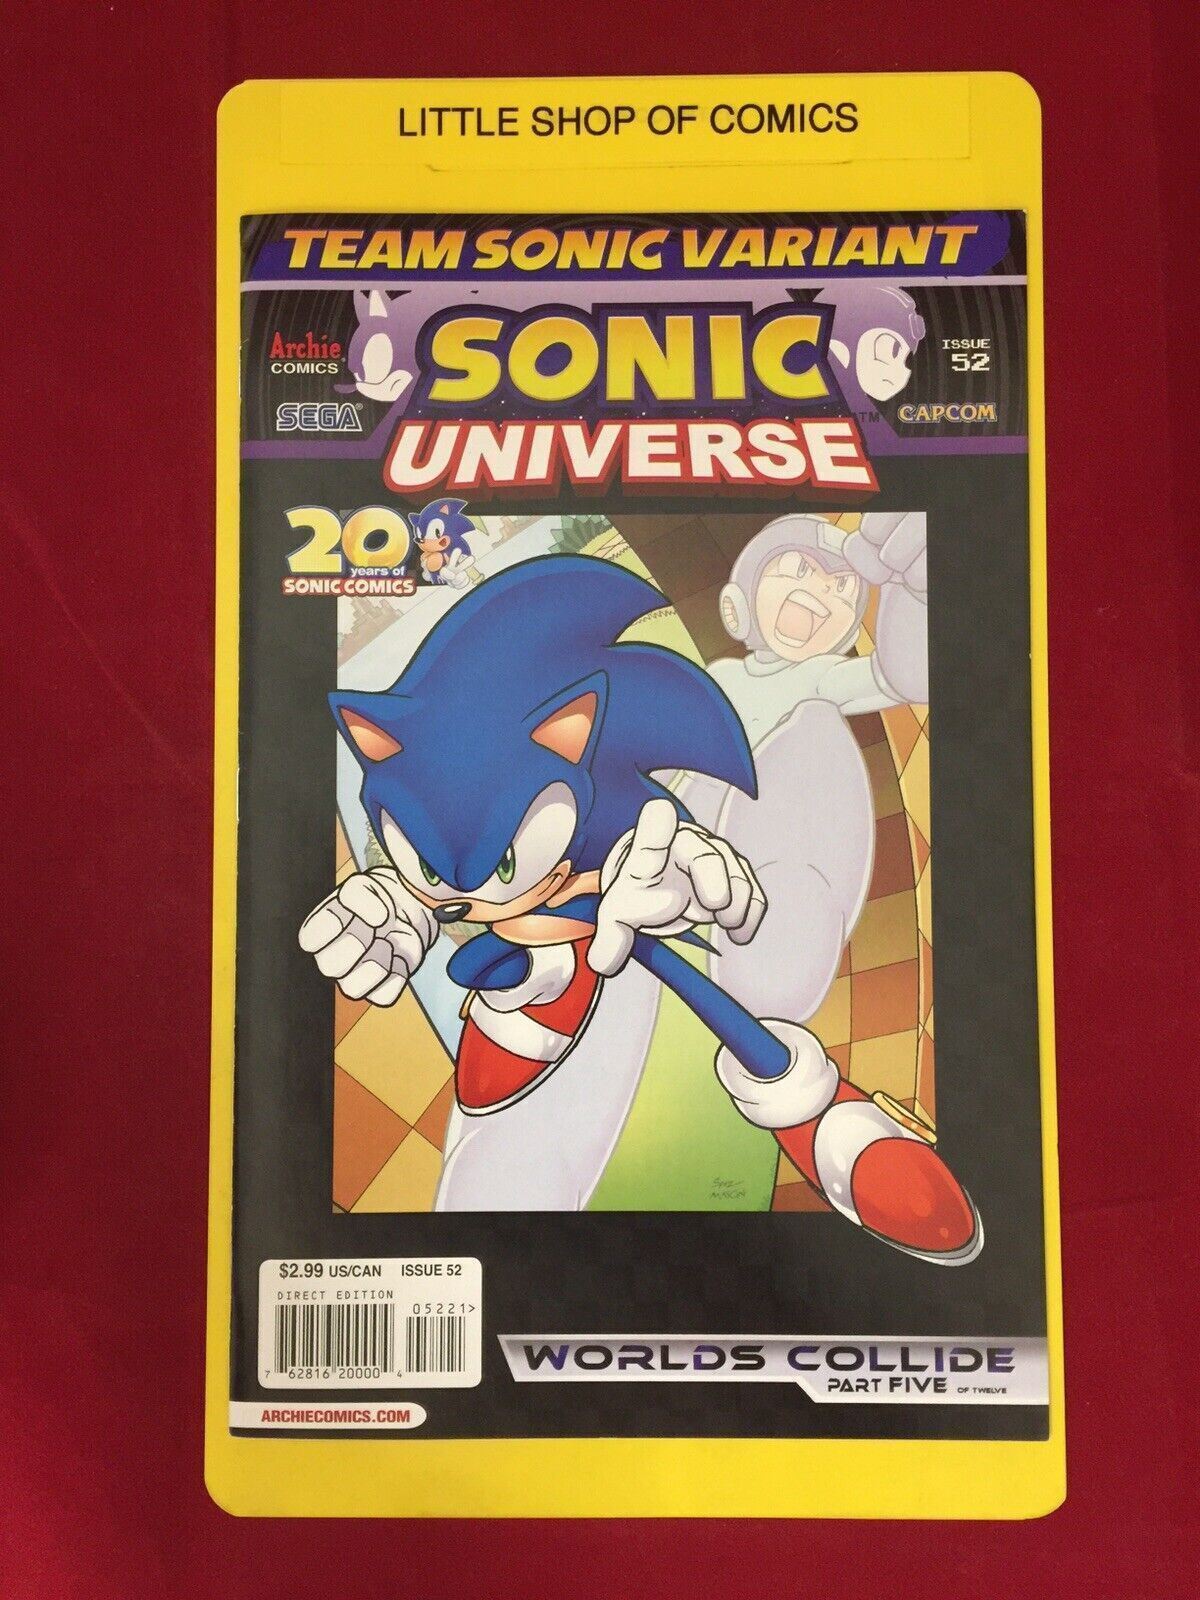 LITTLE SHOP OF COMICS
TEAM SONIC VARIANT
Archie
COMICS
SEGA®
SONIC
UNIVERSE
TM
ISSUE
52
CAPCOM
20
years of
SONIC COMICS
$2.99 US/CAN ISSUE 52
DIRECT EDITION
05221>
7 62816 20000 4
WORLDS COLLIDE
PART FIVE OF TWELVE
ARCHIECOMICS.COM